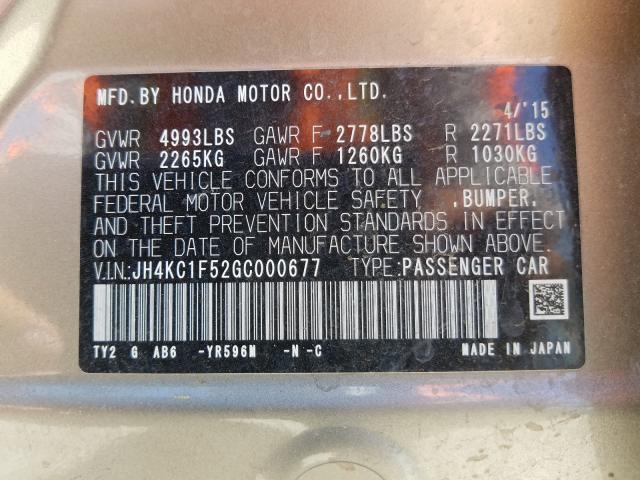 MFD.BY HONDA MOTOR CO.,LTD.
4/'15
GVWR 4993LBS GAWR F 2778LBS R 2271LBS
GVWR 2265KG GAWR F 1260KG R 1030KG
THIS VEHICLE CONFORMS TO ALL APPLICABLE
FEDERAL MOTOR VEHICLE SAFETY ,BUMPER,
AND THEFT PREVENTION STANDARDS IN EFFECT
ON THE DATE OF MANUFACTURE SHOWN ABOVE.
V.IN:JH4KC1F52GC000677 TYPE:PASSENGER CAR
TY2 G AB6 -YR596M -N -C MADE IN JAPAN